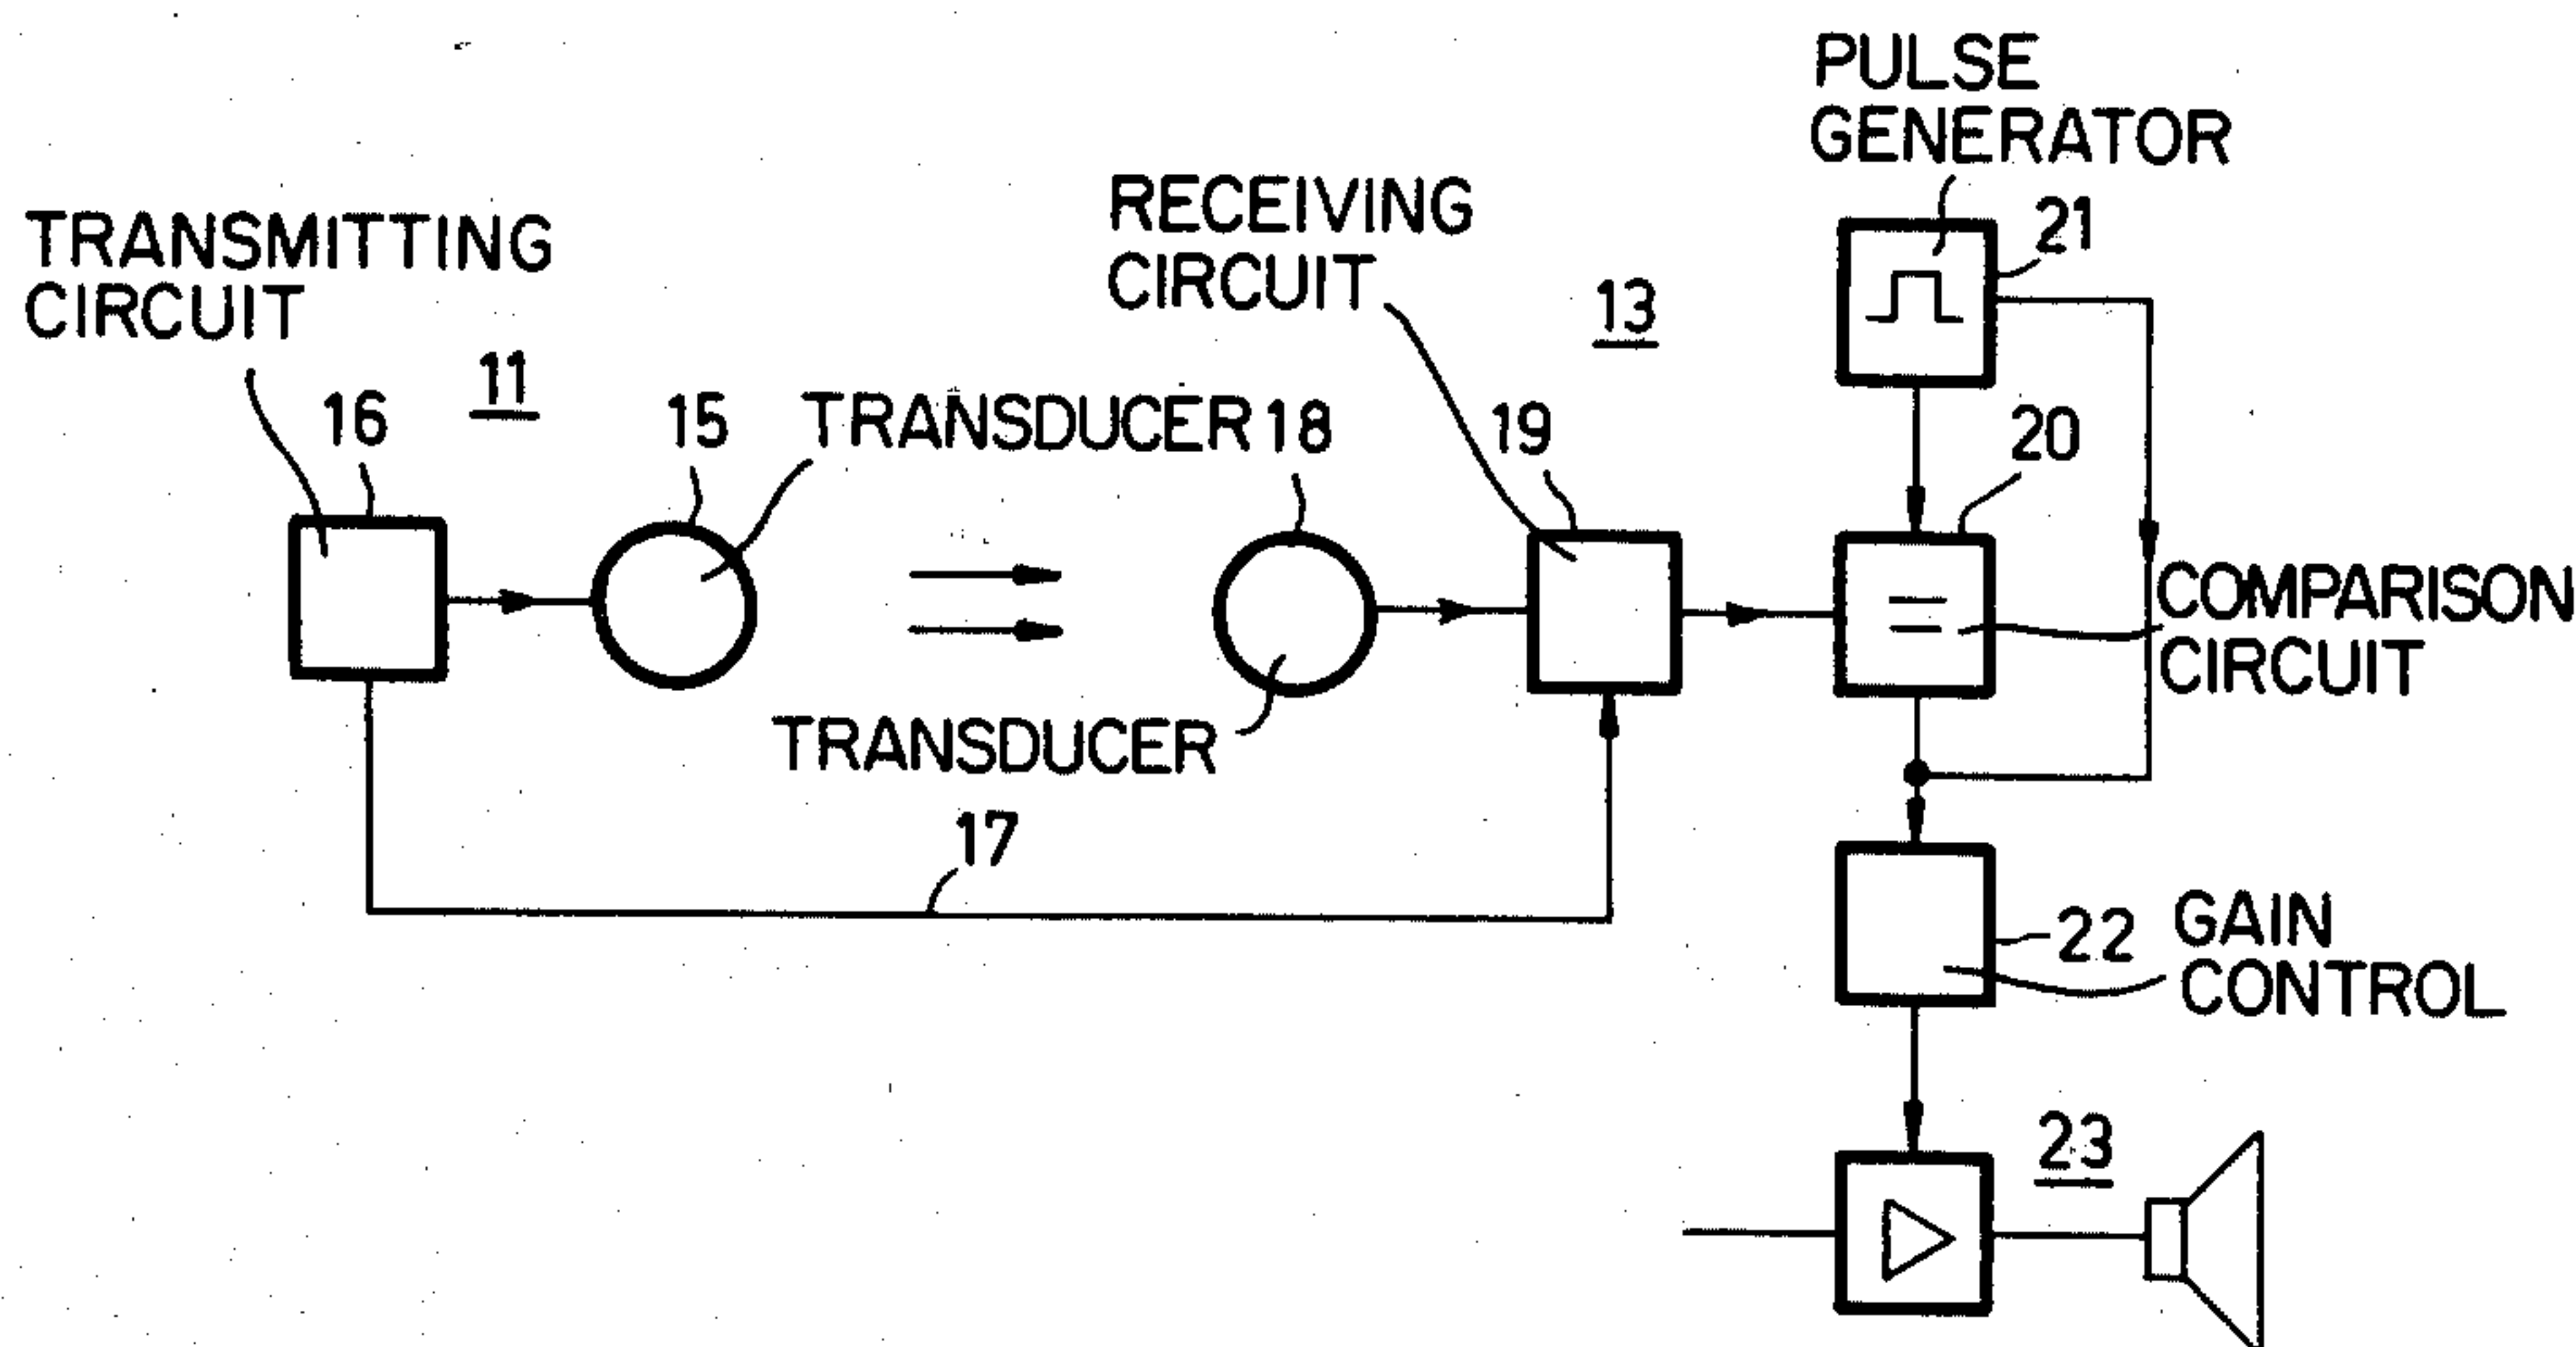 PULSE
GENERATOR
21
RECEIVING
CIRCUIT
13
TRANSMITTING
CIRCUIT
11
16
15
TRANSDUCER
18
19
20
COMPARISON
CIRCUIT
TRANSDUCER
17
22
GAIN
CONTROL
23